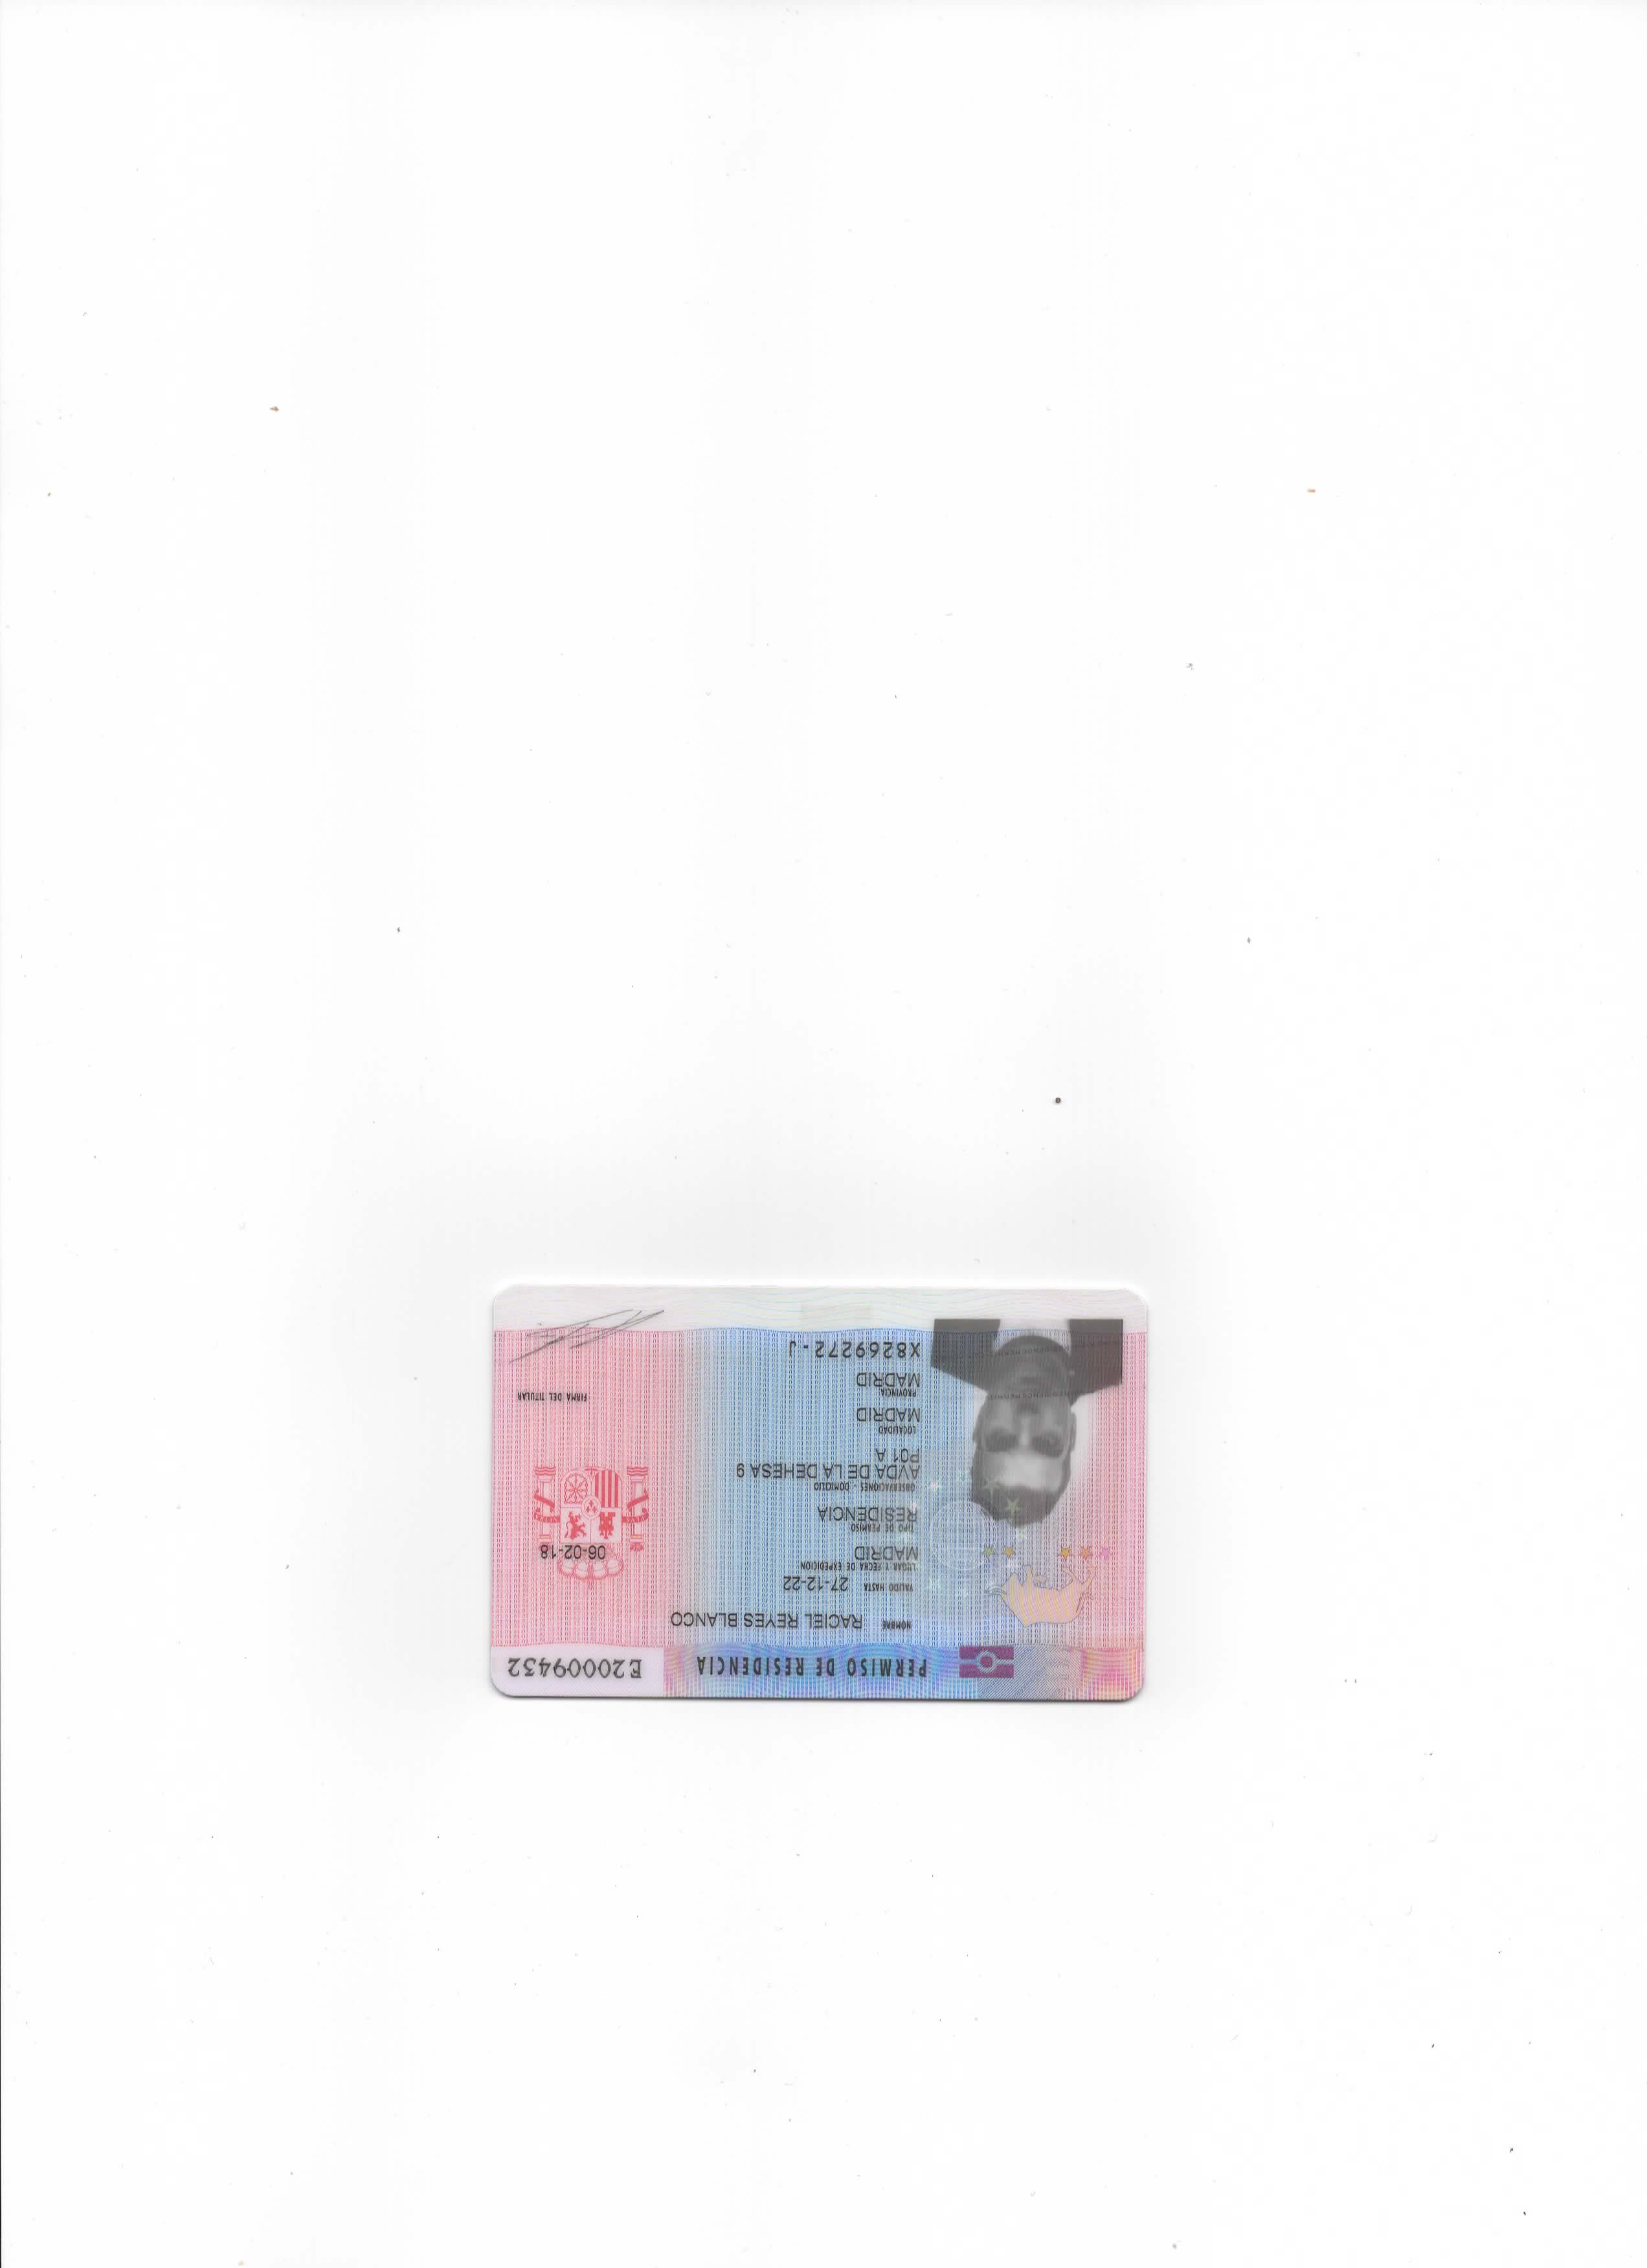 PERMISO DE RESIDENCIA E20009432
NOMBRE RACIEL REYES BLANCO
VALIDO HASTA 27-12-22
LUGAR Y FECHA DE EXPEDICION
MADRID 06-02-18
TIPO DE PERMISO
RESIDENCIA
OBSERVACIONES - DOMICILIO
AVDA DE LA DEHESA 9
P01 A
LOCALIDAD
MADRID
PROVINCIA
MADRID
FIRMA DEL TITULAR
X8269272-J